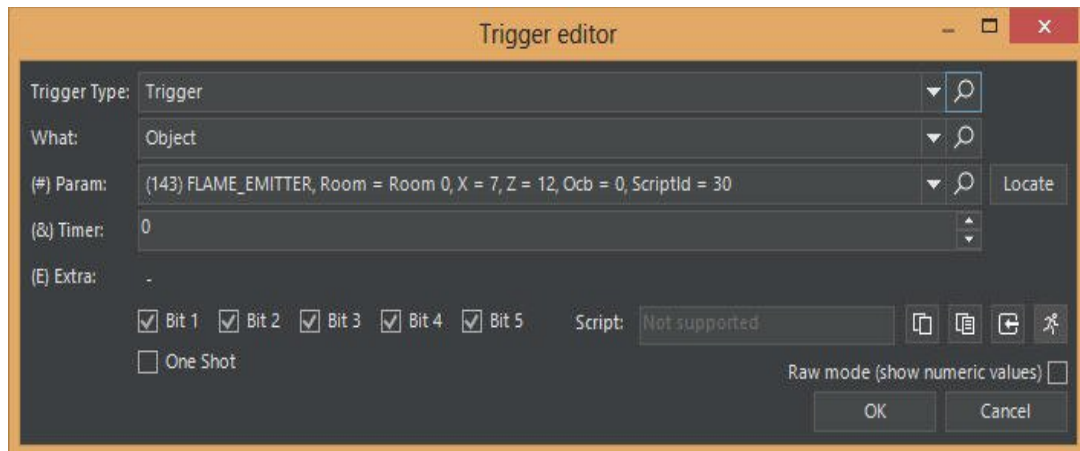 Trigger editor
Trigger Type: Trigger
What: Object
(#) Param: (143) FLAME_EMITTER, Room = Room 0, X = 7, Z = 12, Ocb = 0, ScriptId = 30 Locate
(&) Timer: 0
(E) Extra: -
Bit 1 Bit 2 Bit 3 Bit 4 Bit 5 Script: Not supported
One Shot
Raw mode (show numeric values)
OK Cancel